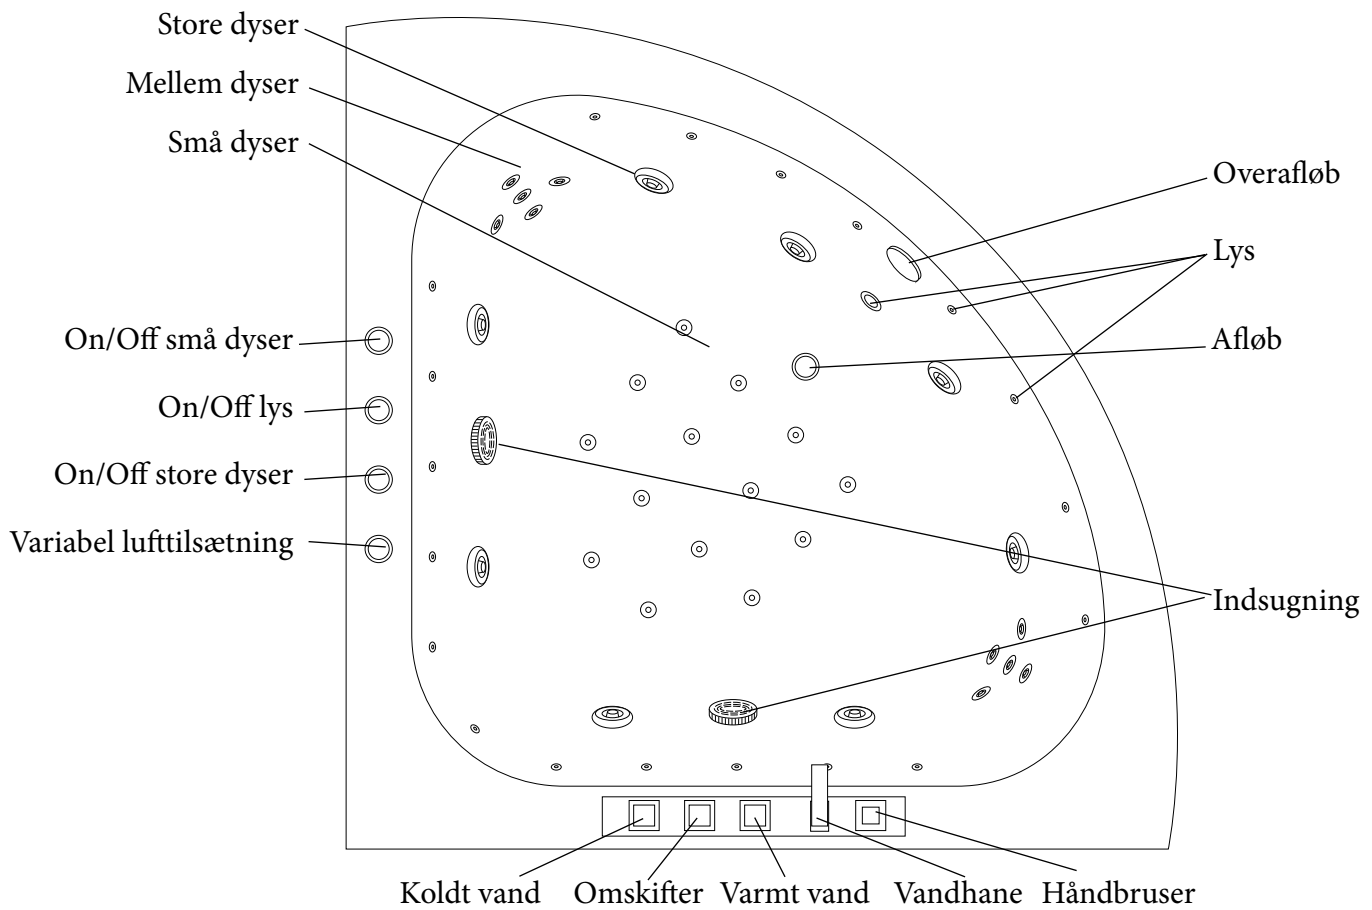 Store dyser
Mellem dyser
Små dyser
Overafløb
Lys
Afløb
On/Off små dyser
On/Off lys
On/Off store dyser
Variabel lufttilsætning
Indsugning
Koldt vand
Omskifter
Varmt vand
Vandhane
Håndbruser